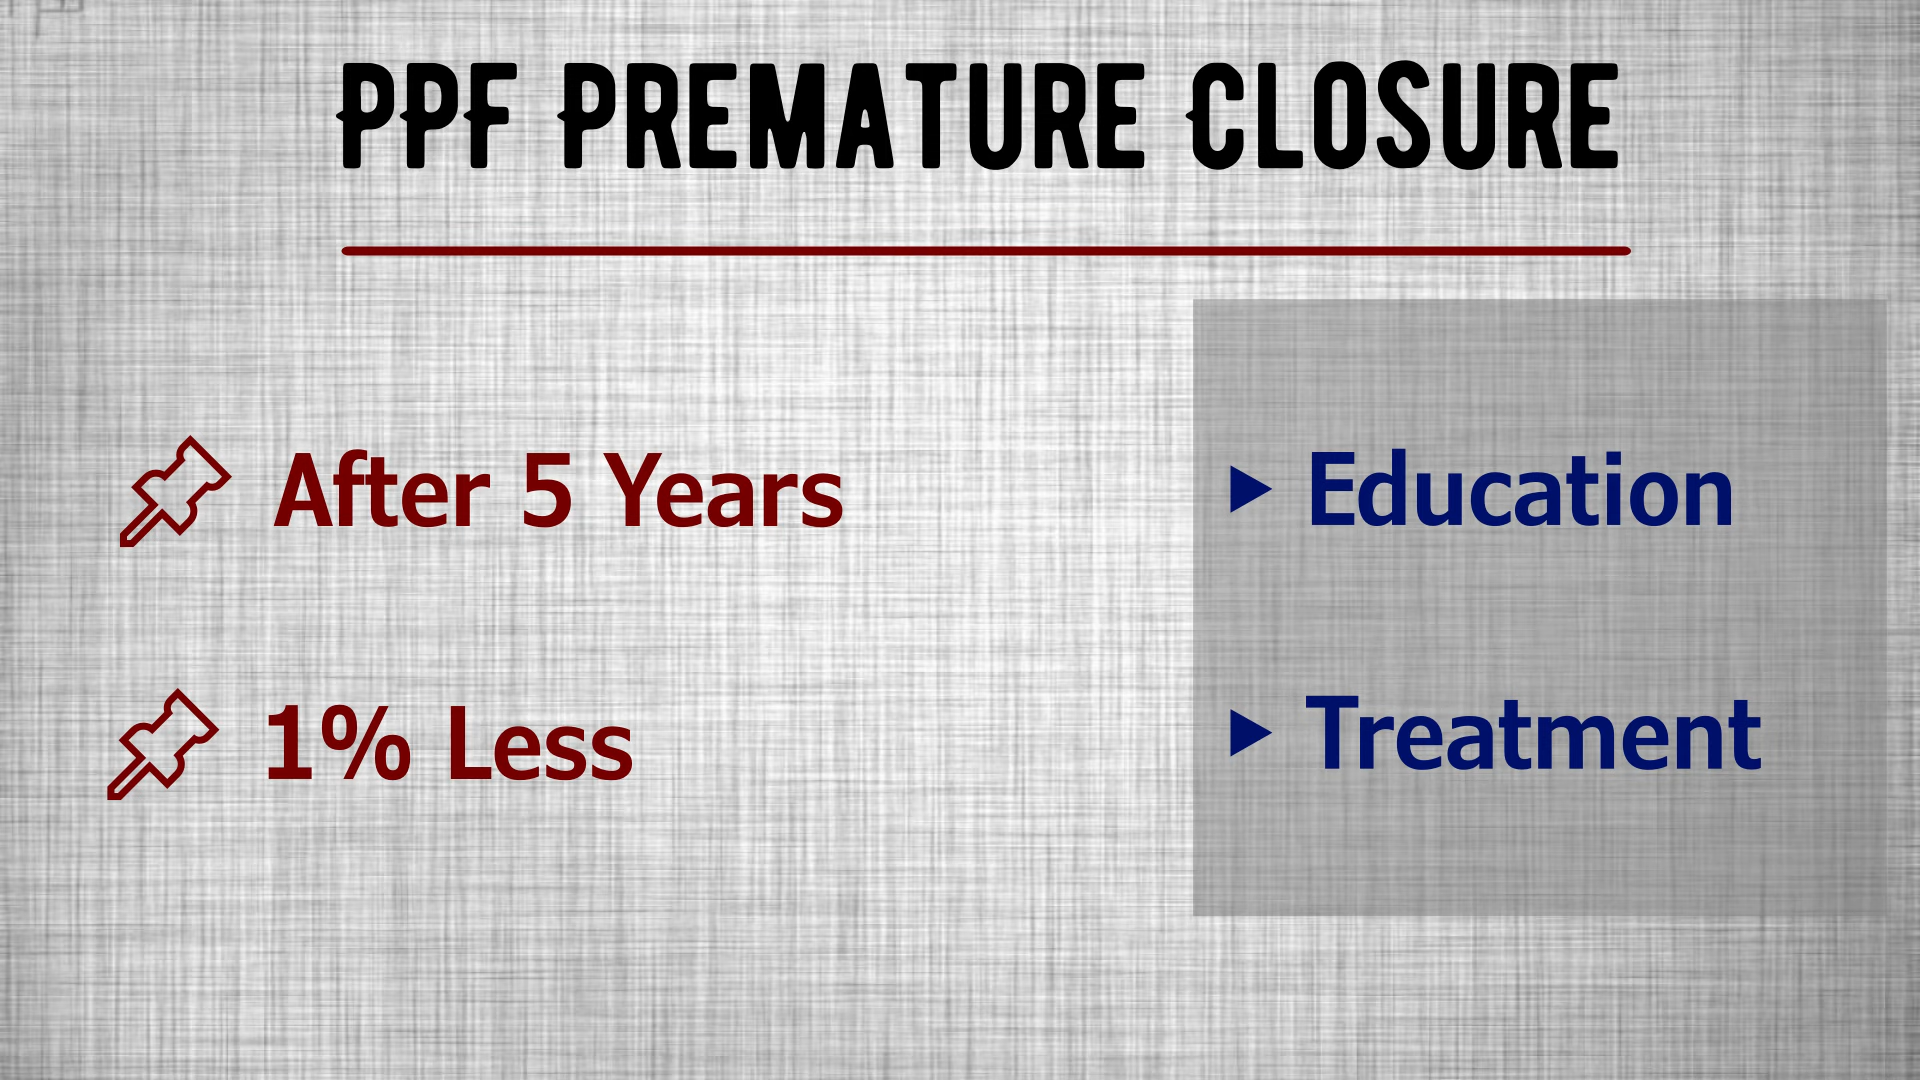 PPF PREMATURE CLOSURE
After 5 Years
1% Less
Education
Treatment